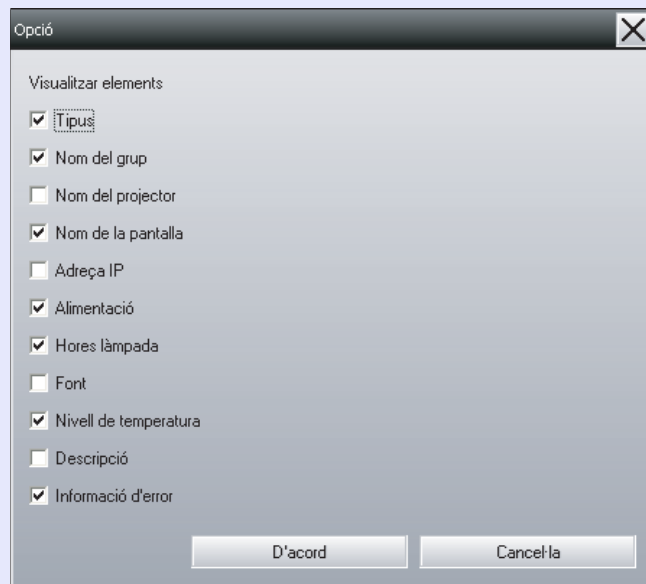 Opció
Visualitzar elements
Tipus
Nom del grup
Nom del projector
Nom de la pantalla
Adreça IP
Alimentació
Hores làmpada
Font
Nivell de temperatura
Descripció
Informació d'error
D'acord Cancel·la